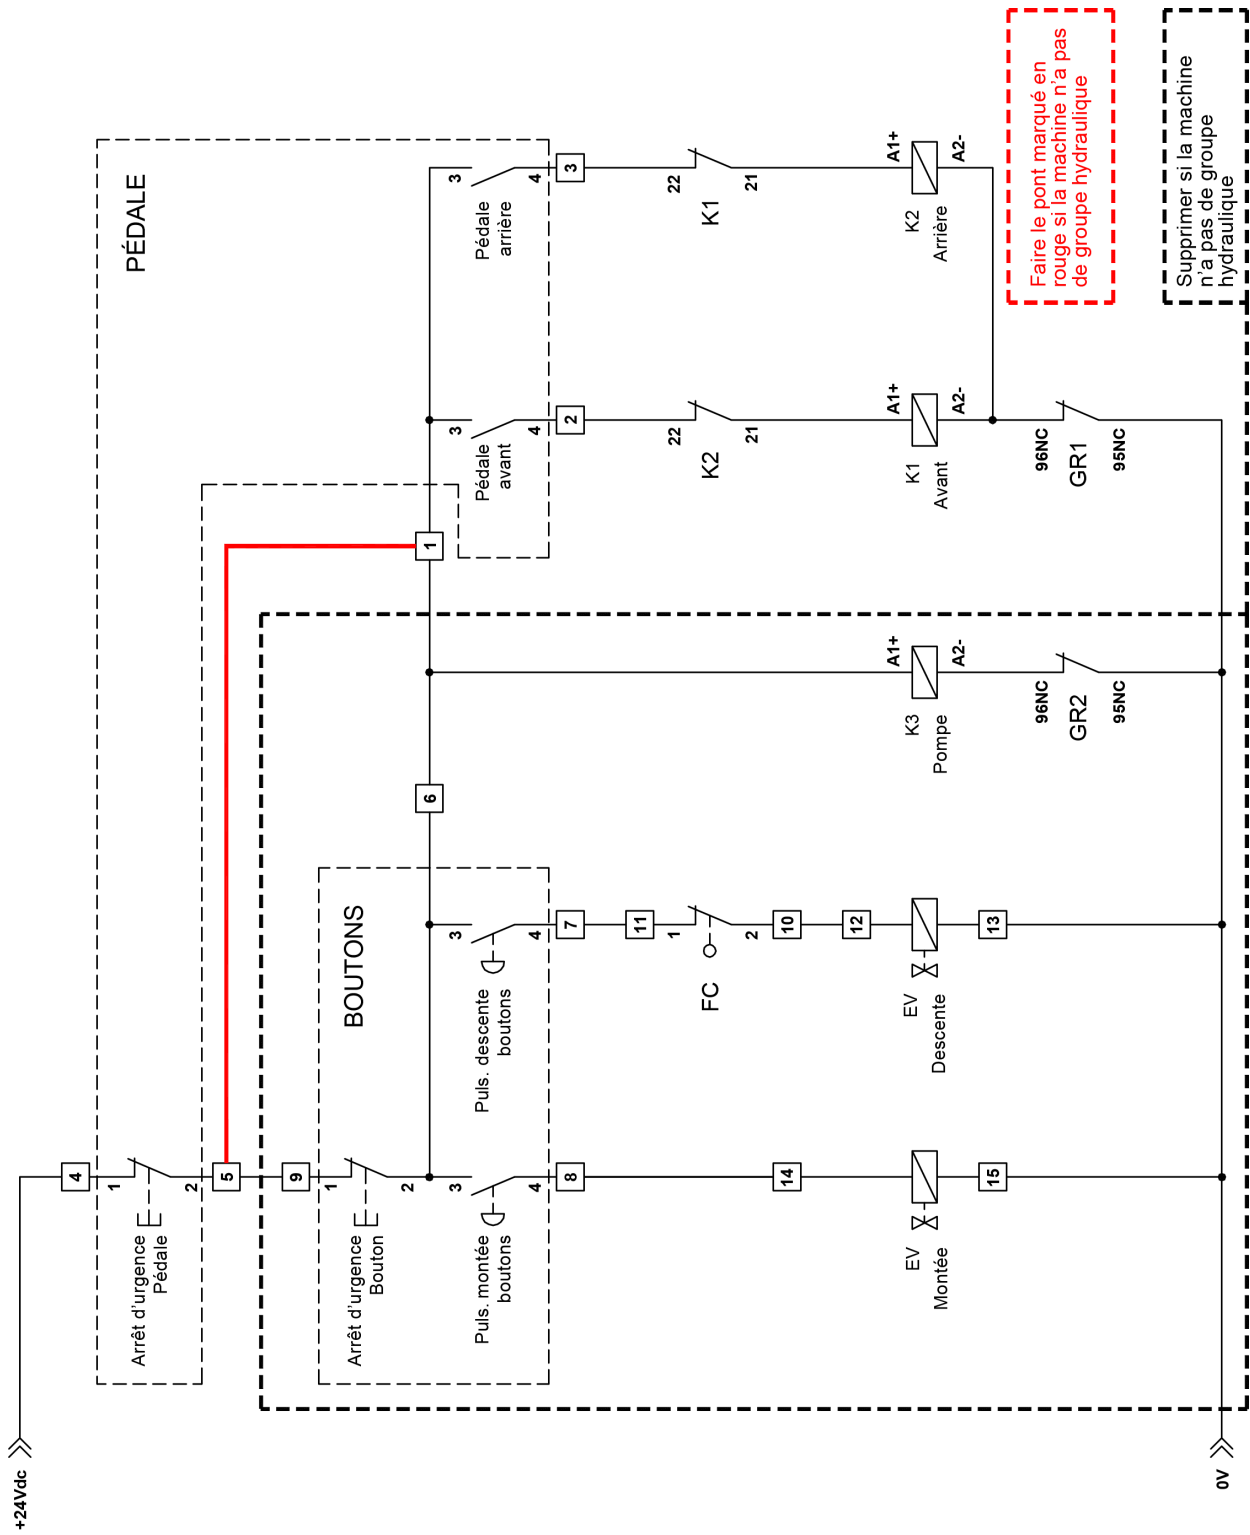 +24Vdc
4
Arrêt d'urgence
Pédale
1
2
5
9
Arrêt d'urgence
Bouton
1
2
BOUTONS
Puls. montée
boutons
3
4
8
14
EV
Montée
15
Puls. descente
boutons
3
4
7
11
1
FC
2
10
12
EV
Descente
13
6
K3
Pompe
A1+
A2-
96NC
GR2
95NC
1
PÉDALE
Pédale
avant
3
4
2
22
K2
21
K1
Avant
A1+
A2-
96NC
GR1
95NC
Pédale
arrière
3
4
3
22
K1
21
K2
Arrière
A1+
A2-
0V
Faire le pont marqué en
rouge si la machine n'a pas
de groupe hydraulique
Supprimer si la machine
n'a pas de groupe
hydraulique